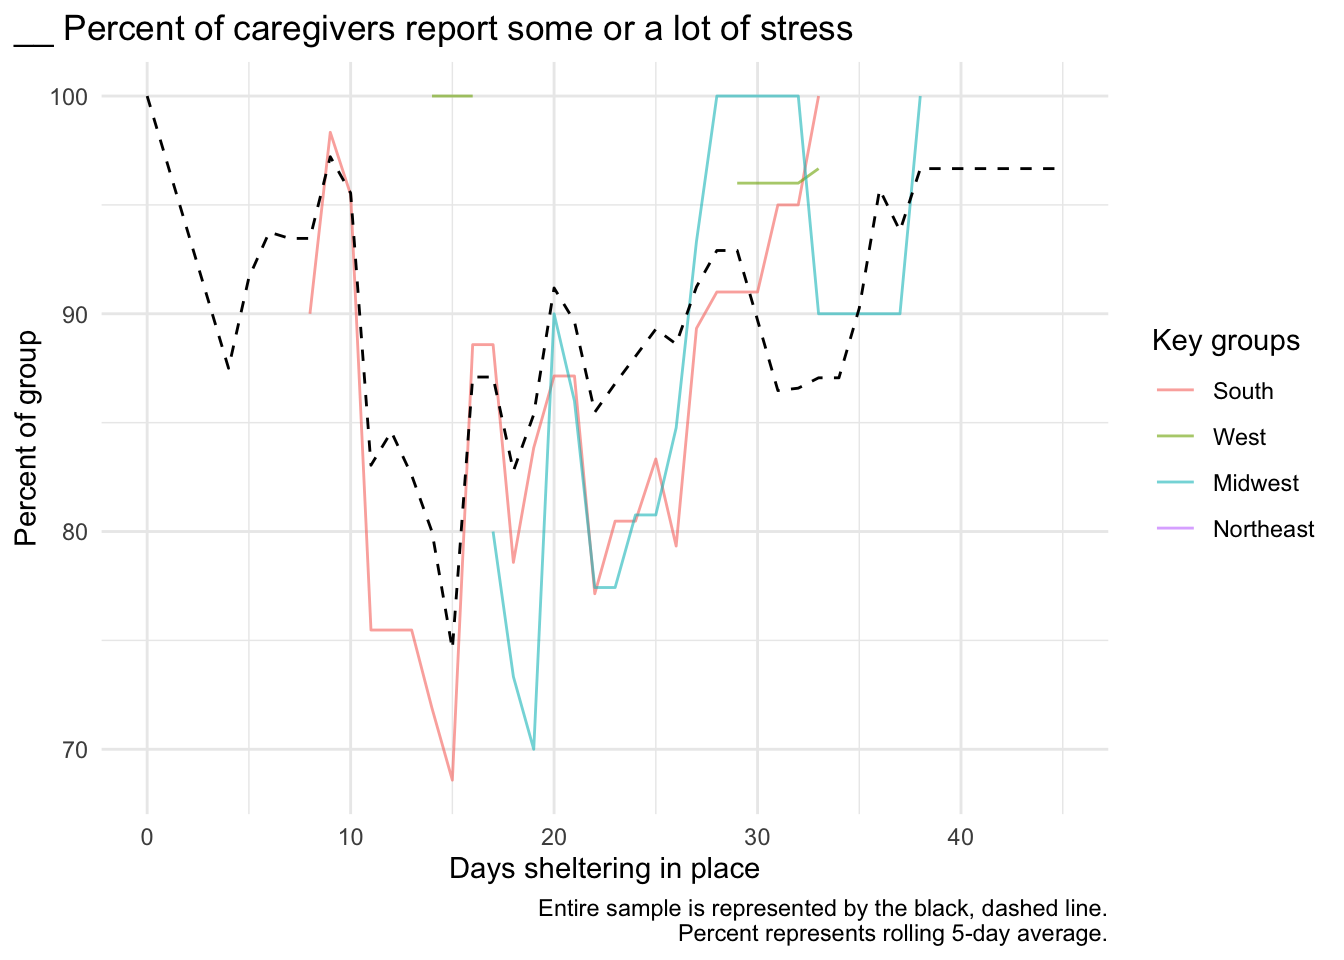 __ Percent of caregivers report some or a lot of stress
100
90
80
70
Percent of group
0 10 20 30 40
Days sheltering in place
Key groups
South
West
Midwest
Northeast
Entire sample is represented by the black, dashed line.
Percent represents rolling 5-day average.